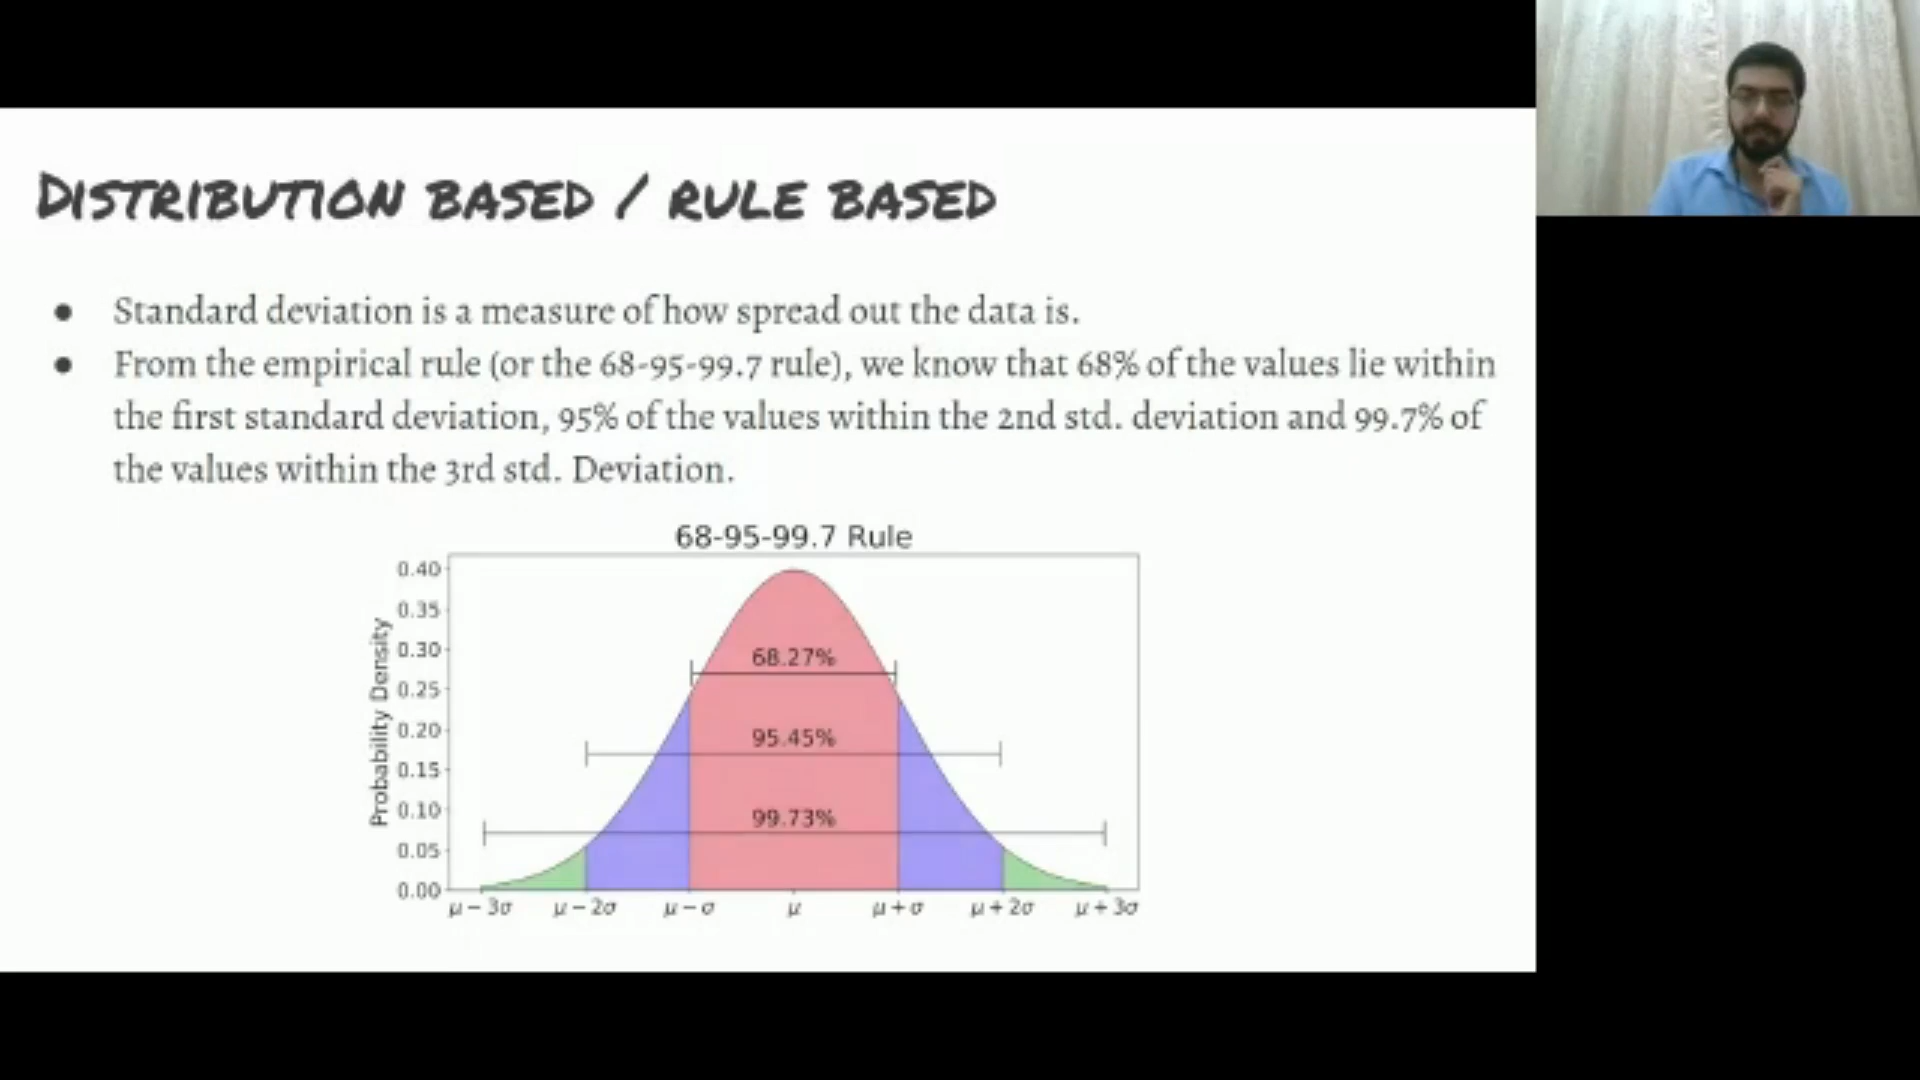 DISTRIBUTION BASED / RULE BASED
● Standard deviation is a measure of how spread out the data is.
● From the empirical rule (or the 68-95-99.7 rule), we know that 68% of the values lie within
the first standard deviation, 95% of the values within the 2nd std. deviation and 99.7% of
the values within the 3rd std. Deviation.
68-95-99.7 Rule
Probability Density
0.40
0.35
0.30
0.25
0.20
0.15
0.10
0.05
0.00
68.27%
95.45%
99.73%
μ − 3σ μ − 2σ μ − σ μ μ + σ μ + 2σ μ + 3σ